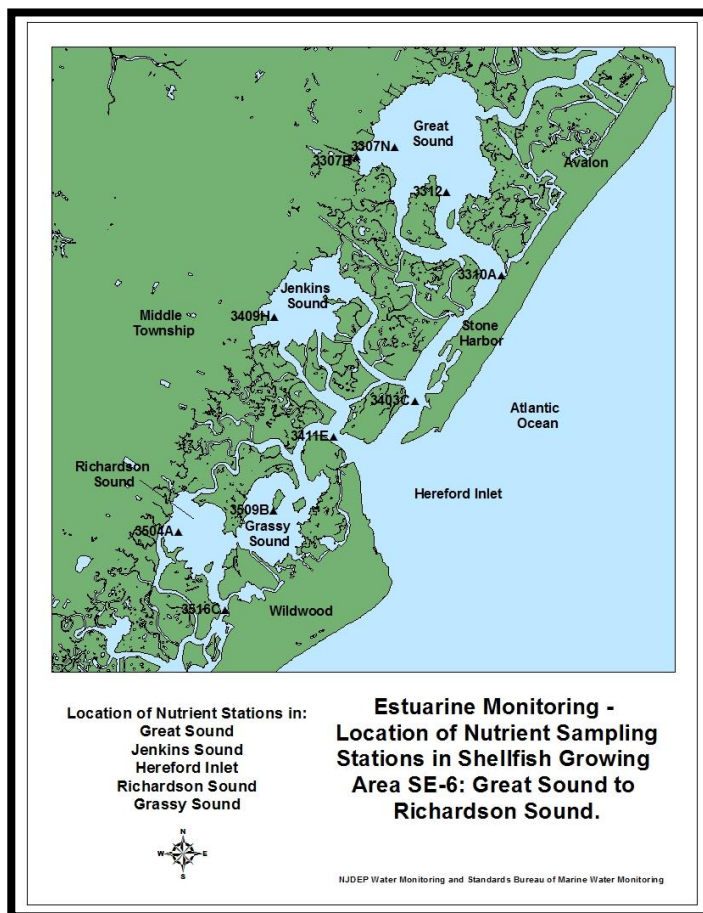 Great
Sound
3307N
3307B
Avalon
3312
3310A
Jenkins
Sound
Middle
Township
3409H
Stone
Harbor
3403C
Atlantic
Ocean
3411E
Richardson
Sound
Hereford Inlet
3509B
Grassy
Sound
3504A
3516C
Wildwood
Location of Nutrient Stations in:
Great Sound
Jenkins Sound
Hereford Inlet
Richardson Sound
Grassy Sound
N
W
E
S
Estuarine Monitoring -
Location of Nutrient Sampling
Stations in Shellfish Growing
Area SE-6: Great Sound to
Richardson Sound.
NJDEP Water Monitoring and Standards Bureau of Marine Water Monitoring